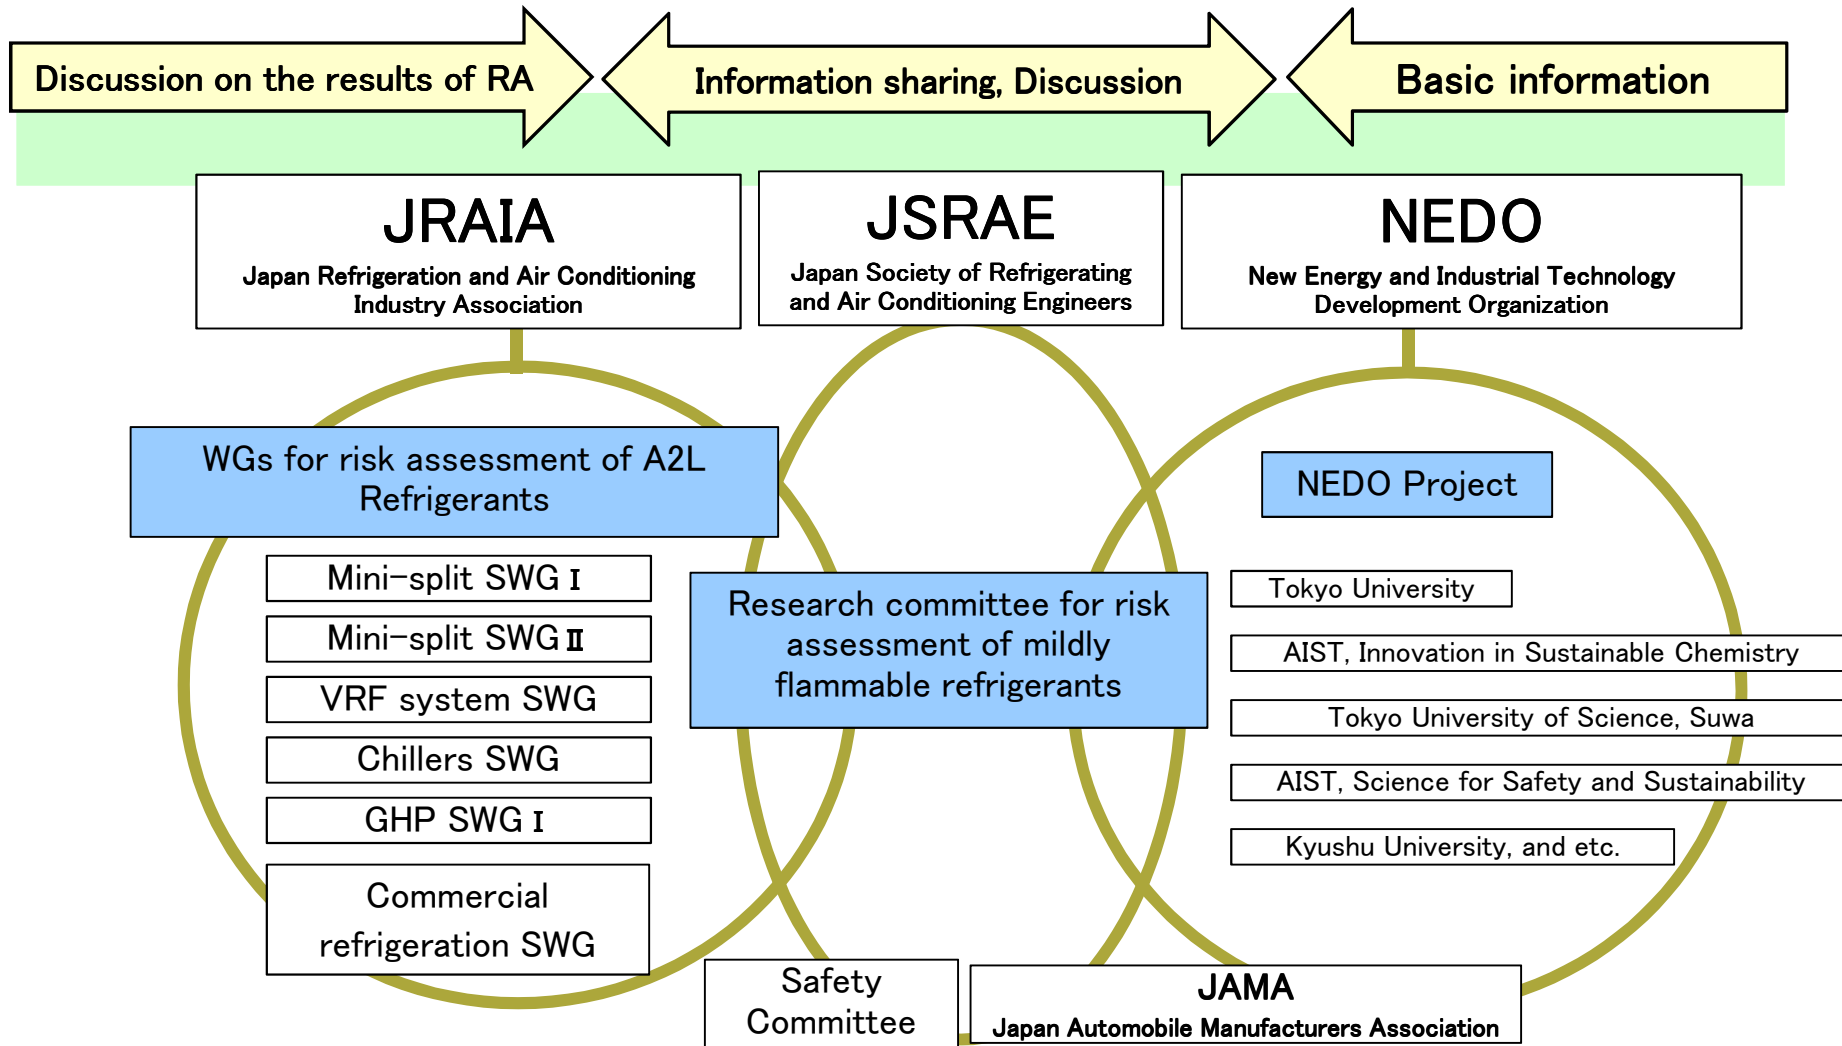 Discussion on the results of RA
Information sharing, Discussion
Basic information
JRAIA
Japan Refrigeration and Air Conditioning
Industry Association
JSRAE
Japan Society of Refrigerating
and Air Conditioning Engineers
NEDO
New Energy and Industrial Technology
Development Organization
WGs for risk assessment of A2L
Refrigerants
Mini-split SWG Ⅰ
Mini-split SWG Ⅱ
VRF system SWG
Chillers SWG
GHP SWG Ⅰ
Commercial
refrigeration SWG
Research committee for risk
assessment of mildly
flammable refrigerants
Safety
Committee
NEDO Project
Tokyo University
AIST, Innovation in Sustainable Chemistry
Tokyo University of Science, Suwa
AIST, Science for Safety and Sustainability
Kyushu University, and etc.
JAMA
Japan Automobile Manufacturers Association